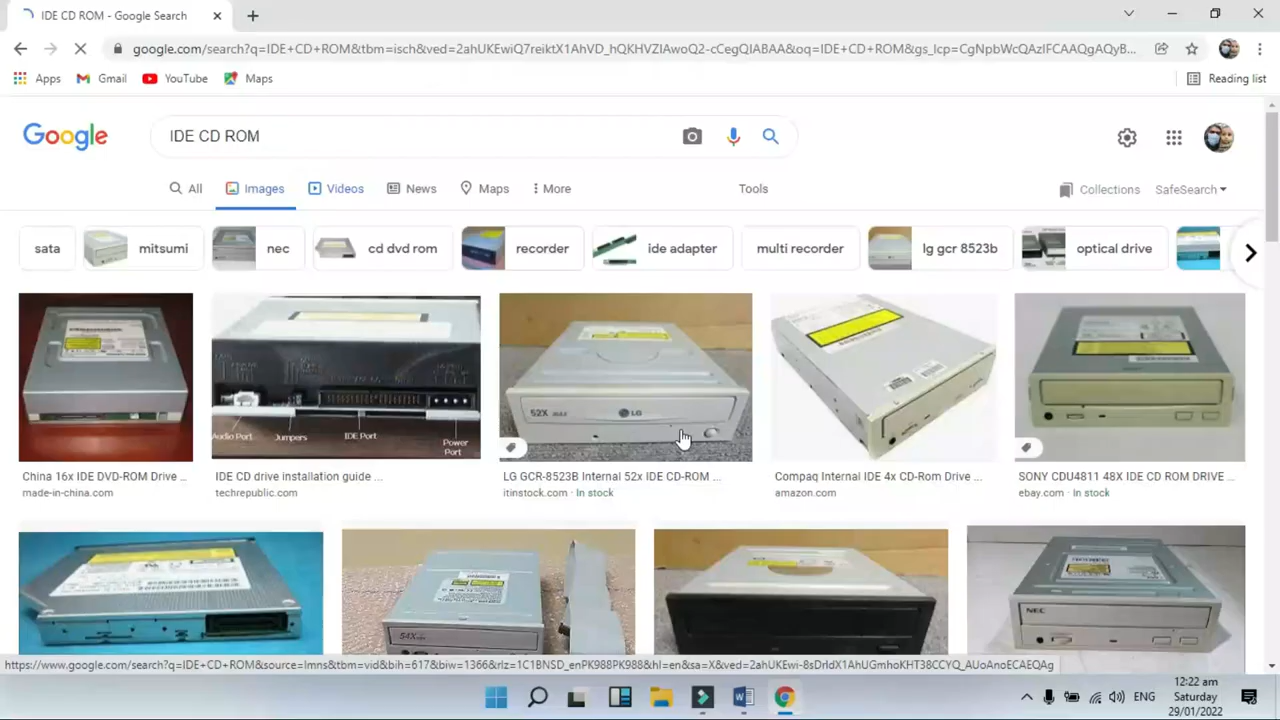 IDE CD ROM - Google Search
google.com/search?q=IDE+CD+ROM&tbm=isch&ved=2ahUKEwiQ7reiktX1AhVD_hQKHVZIAwoQ2-cCegQIABAA&oq=IDE+CD+ROM&gs_lcp=CgNpbWcQAzIFCAAQgAQyB...
Apps Gmail YouTube Maps Reading list
Google IDE CD ROM
All Images Videos News Maps More Tools Collections SafeSearch
sata mitsumi nec cd dvd rom recorder ide adapter multi recorder lg gcr 8523b optical drive
52X MAX LG
Audio Port Jumpers IDE Port Power Port
China 16x IDE DVD-ROM Drive ... IDE CD drive installation guide ... LG GCR-8523B Internal 52x IDE CD-ROM ... Compaq Internal IDE 4x CD-Rom Drive ... SONY CDU4811 48X IDE CD ROM DRIVE ...
made-in-china.com techrepublic.com itinstock.com · In stock amazon.com ebay.com · In stock
54X NEC
https://www.google.com/search?q=IDE+CD+ROM&source=lmns&tbm=vid&bih=617&biw=1366&rlz=1C1BNSD_enPK988PK988&hl=en&sa=X&ved=2ahUKEwi-8sDrldX1AhUGmhoKHT38CCYQ_AUoAnoECAEQAg
12:22 am
ENG Saturday
29/01/2022